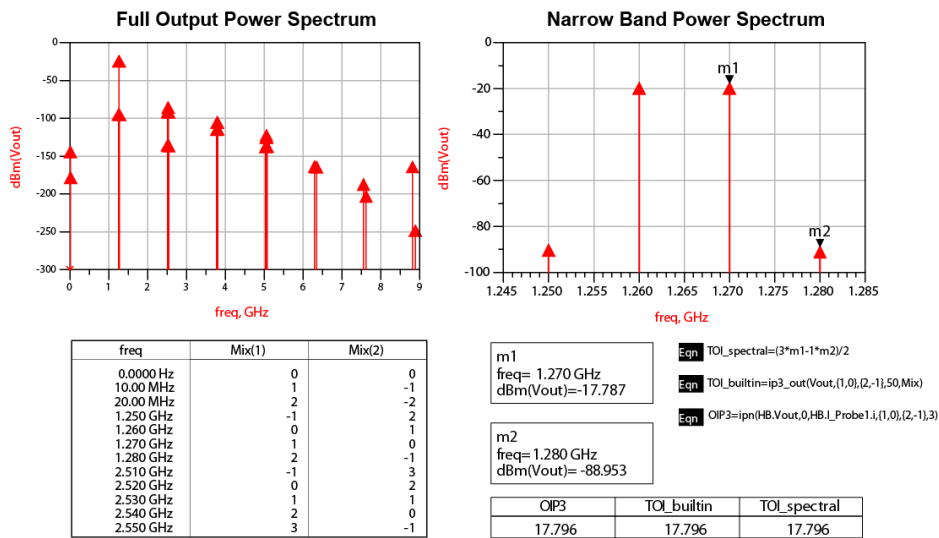 Full Output Power Spectrum
0
-50
-100
-150
-200
-250
-300
dBm(Vout)
0 1 2 3 4 5 6 7 8 9
freq, GHz
Narrow Band Power Spectrum
0
-20
-40
-60
-80
-100
dBm(Vout)
m1
m2
1.245 1.250 1.255 1.260 1.265 1.270 1.275 1.280 1.285
freq, GHz
freq Mix(1) Mix(2)
0.0000 Hz 0 0
10.00 MHz 1 -1
20.00 MHz 2 -2
1.250 GHz -1 2
1.260 GHz 0 1
1.270 GHz 1 0
1.280 GHz 2 -1
2.510 GHz -1 3
2.520 GHz 0 2
2.530 GHz 1 1
2.540 GHz 2 0
2.550 GHz 3 -1
m1
freq= 1.270 GHz
dBm(Vout)=-17.787
m2
freq= 1.280 GHz
dBm(Vout)= -88.953
Eqn TOI_spectral=(3*m1-1*m2)/2
Eqn TOI_builtin=ip3_out(Vout,{1,0},{2,-1},50,Mix)
Eqn OIP3=ipn(HB.Vout,0,HB.I_Probe1.i,{1,0},{2,-1},3)
OIP3 TOI_builtin TOI_spectral
17.796 17.796 17.796